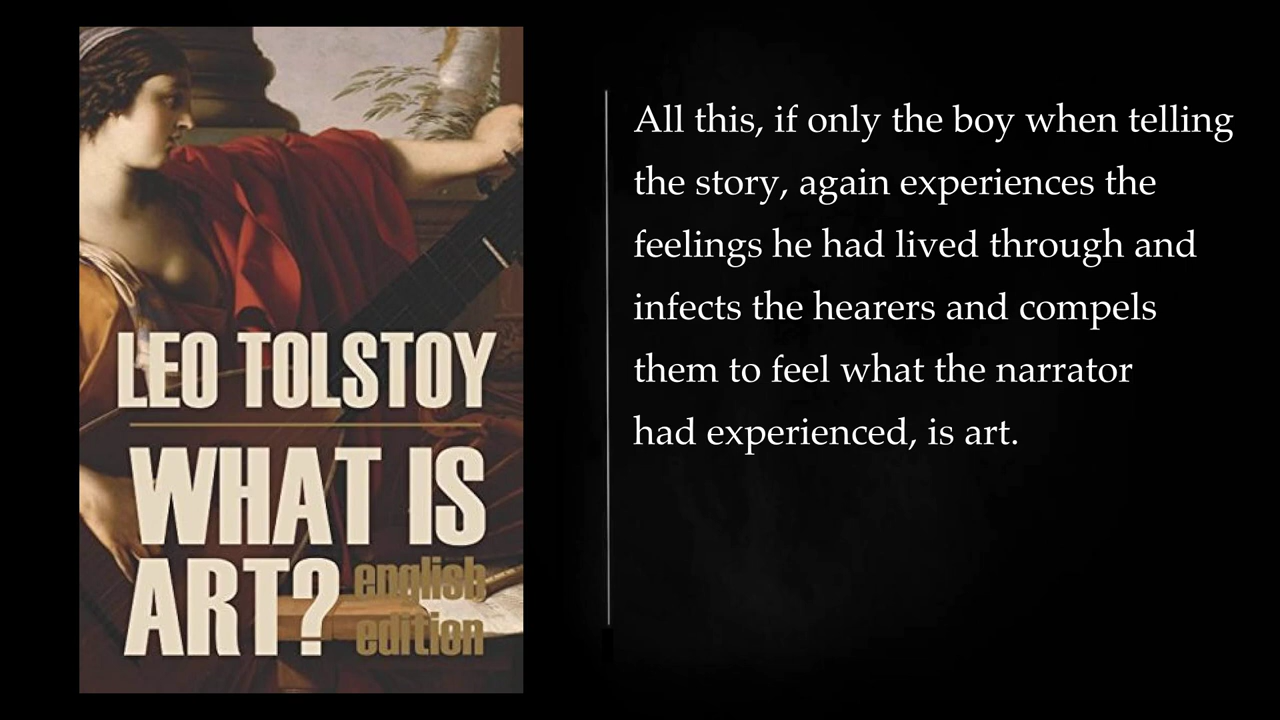 LEO TOLSTOY
WHAT IS
ART?
english
edition
All this, if only the boy when telling
the story, again experiences the
feelings he had lived through and
infects the hearers and compels
them to feel what the narrator
had experienced, is art.